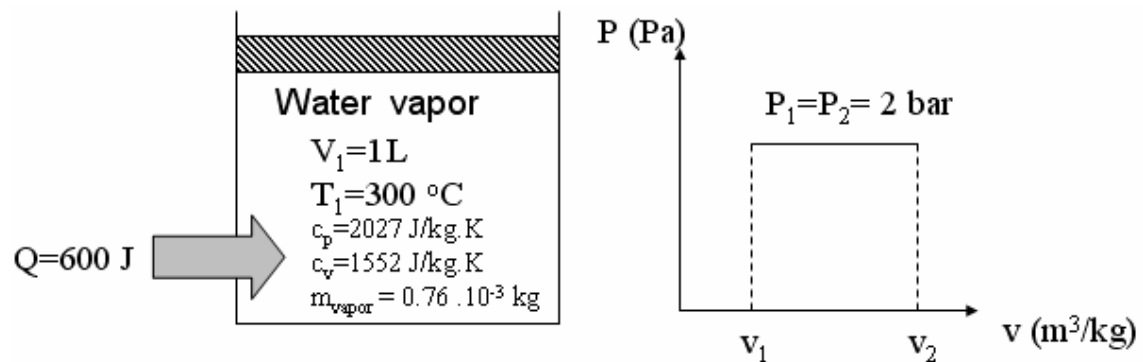 Water vapor
V₁=1L
T₁=300 °C
cₚ=2027 J/kg.K
cᵥ=1552 J/kg.K
m_vapor = 0.76 .10⁻³ kg
Q=600 J
P (Pa)
P₁=P₂= 2 bar
v₁
v₂
v (m³/kg)